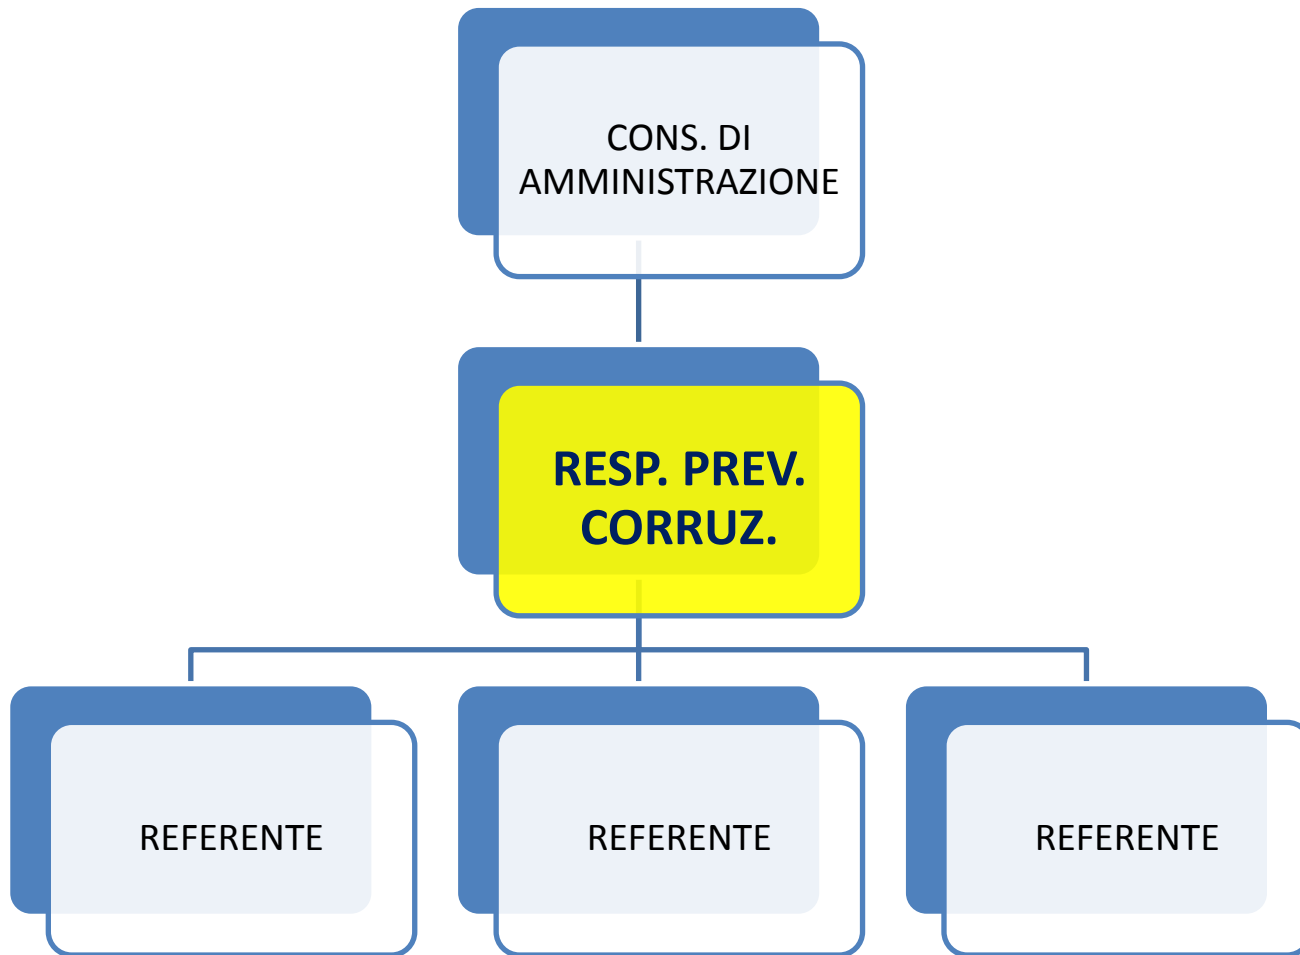 CONS. DI
AMMINISTRAZIONE
RESP. PREV.
CORRUZ.
REFERENTE
REFERENTE
REFERENTE